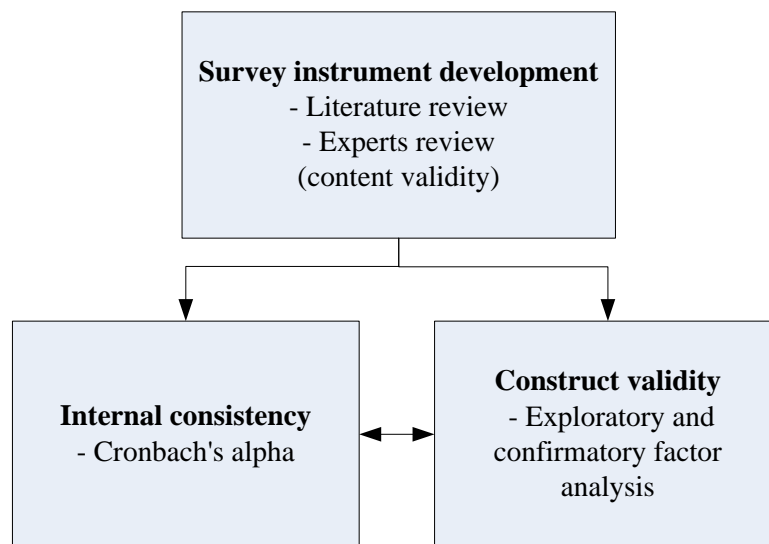 Survey instrument development
- Literature review
- Experts review
(content validity)
Internal consistency
- Cronbach's alpha
Construct validity
- Exploratory and
confirmatory factor
analysis